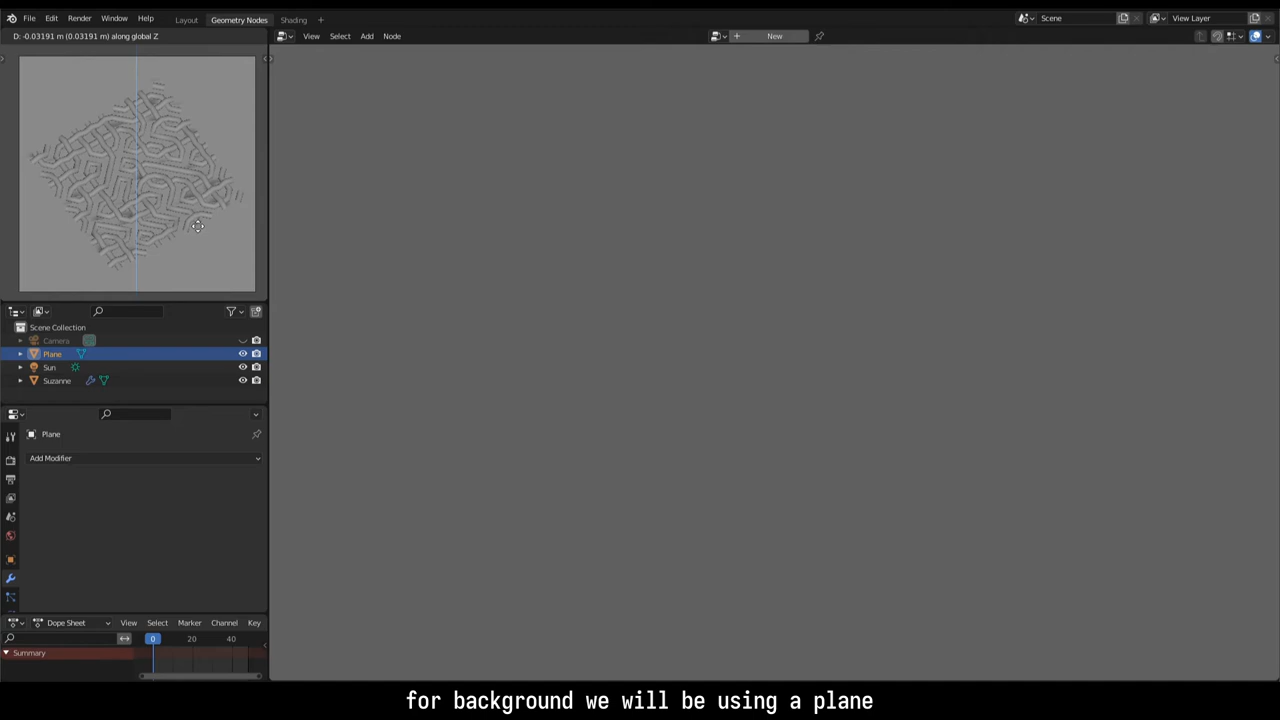 File Edit Render Window Help Layout Geometry Nodes Shading + Scene View Layer
D: -0.03191 m (0.03191 m) along global Z View Select Add Node + New
Scene Collection
Camera
Plane
Sun
Suzanne
Plane
Add Modifier
Dope Sheet View Select Marker Channel Key
0 20 40
Summary
for background we will be using a plane